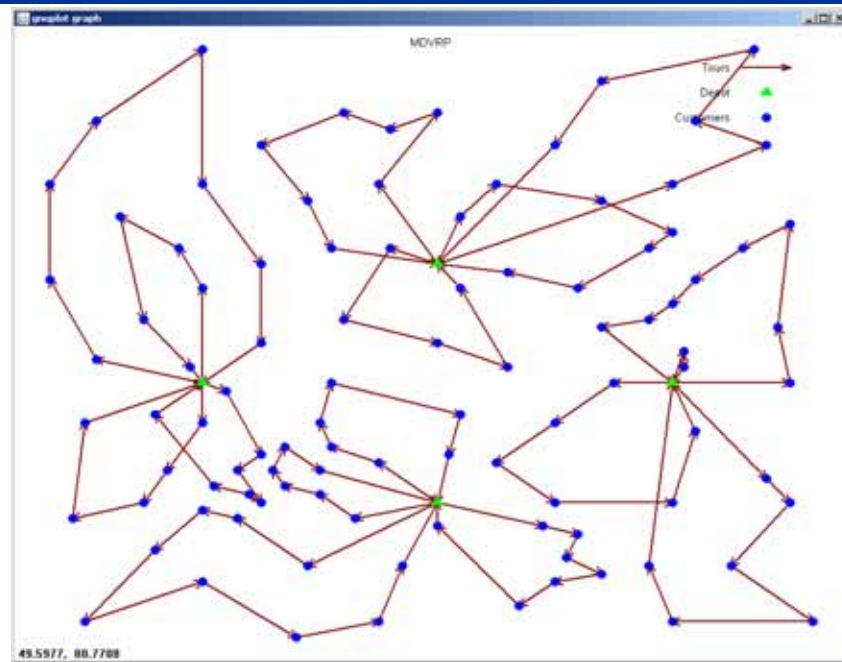 gnuplot graph
MDVRP
Tours
Depot
Customers
49.5977, 80.7708